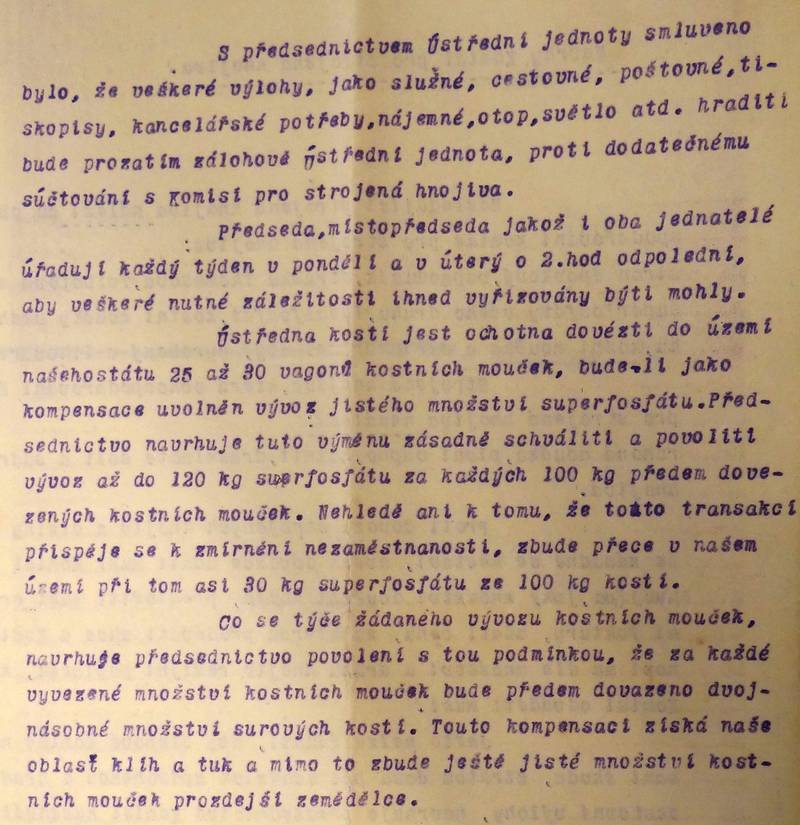 S předsednictvem Ústřední jednoty smluveno
bylo, že veškeré výlohy, jako služné, cestovné, poštovné,ti-
skopisy, kancelářské potřeby,nájemné,otop,světlo atd. hraditi
bude prozatím zálohově Ústřední jednota, proti dodatečnému
súčtování s Komisí pro strojená hnojiva.
Předseda,místopředseda jakož i oba jednatelé
úřadují každý týden v pondělí a v úterý o 2.hod odpolední,
aby veškeré nutné záležitosti ihned vyřizovány býti mohly.
Ústředna kostí jest ochotna dovézti do území
našehostátu 25 až 30 vagonů kostních mouček, bude-li jako
kompensace uvolněn vývoz jistého množství superfosfátu.Před-
sednictvo navrhuje tuto výměnu zásadně schváliti a povoliti
vývoz až do 120 kg superfosfátu za každých 100 kg předem dove-
zených kostních mouček. Nehledě ani k tomu, že touto transakcí
přispěje se k zmírnění nezaměstnanosti, zbude přece v našem
území při tom asi 30 kg superfosfátu ze 100 kg kostí.
Co se týče žádaného vývozu kostních mouček,
navrhuje předsednictvo povolení s tou podmínkou, že za každé
vyvezené množství kostních mouček bude předem dovazeno dvoj-
násobné množství surových kostí. Touto kompensací získá naše
oblast klih a tuk a mimo to zbude ještě jisté množství kost-
ních mouček prozdejší zemědělce.